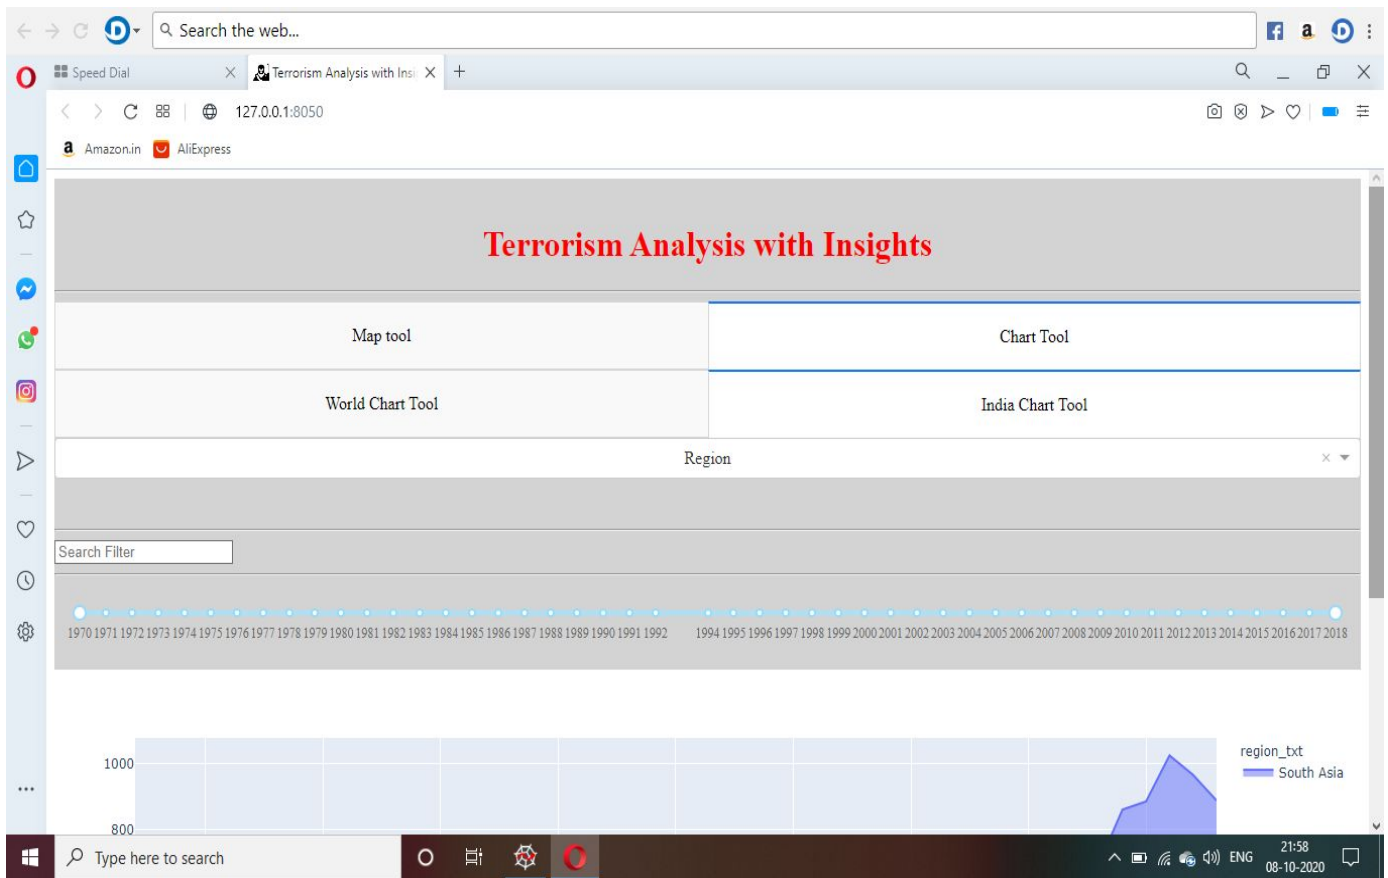 Search the web...
Speed Dial
Terrorism Analysis with Insi
127.0.0.1:8050
Amazon.in
AliExpress
Terrorism Analysis with Insights
Map tool
Chart Tool
World Chart Tool
India Chart Tool
Region
Search Filter
1970 1971 1972 1973 1974 1975 1976 1977 1978 1979 1980 1981 1982 1983 1984 1985 1986 1987 1988 1989 1990 1991 1992 1994 1995 1996 1997 1998 1999 2000 2001 2002 2003 2004 2005 2006 2007 2008 2009 2010 2011 2012 2013 2014 2015 2016 2017 2018
region_txt
1000
South Asia
800
Type here to search
ENG
21:58
08-10-2020